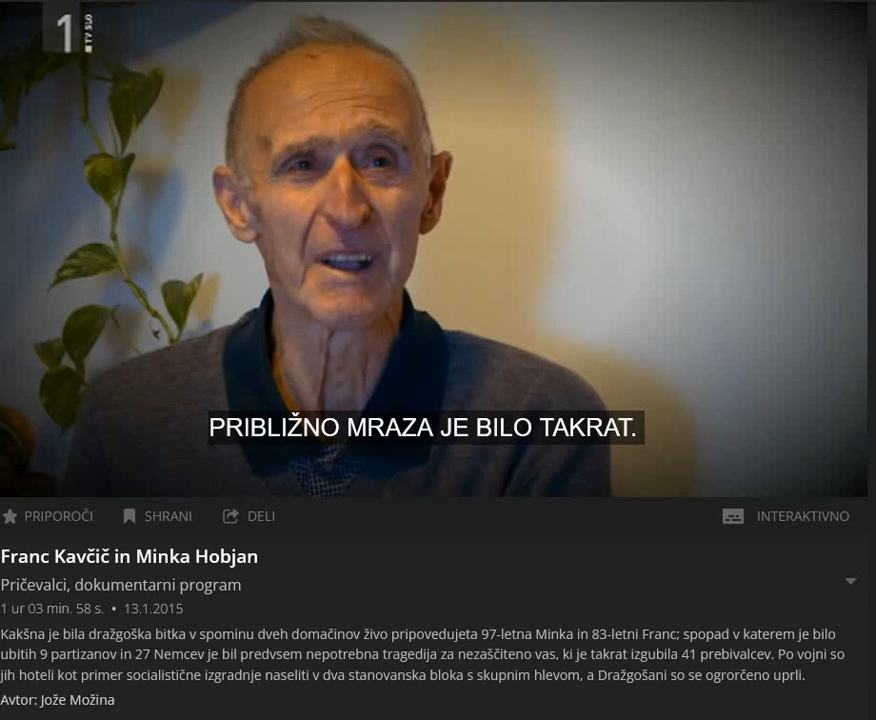 1
TV SLO
PRIBLIŽNO MRAZA JE BILO TAKRAT.
PRIPOROČI SHRANI DELI INTERAKTIVNO
Franc Kavčič in Minka Hobjan
Pričevalci, dokumentarni program
1 ur 03 min. 58 s. • 13.1.2015
Kakšna je bila dražgoška bitka v spominu dveh domačinov živo pripovedujeta 97-letna Minka in 83-letni Franc; spopad v katerem je bilo
ubitih 9 partizanov in 27 Nemcev je bil predvsem nepotrebna tragedija za nezaščiteno vas, ki je takrat izgubila 41 prebivalcev. Po vojni so
jih hoteli kot primer socialistične izgradnje naseliti v dva stanovanska bloka s skupnim hlevom, a Dražgošani so se ogrorčeno uprli.
Avtor: Jože Možina